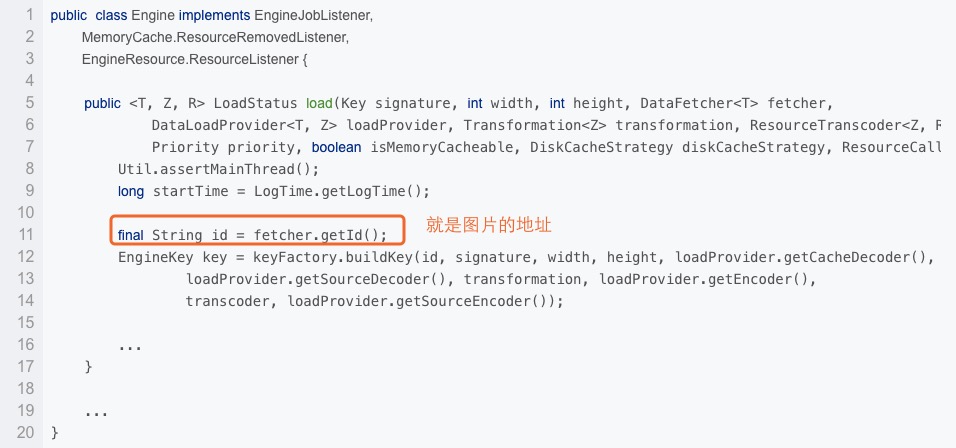 1 public class Engine implements EngineJobListener,
2 MemoryCache.ResourceRemovedListener,
3 EngineResource.ResourceListener {
4
5 public <T, Z, R> LoadStatus load(Key signature, int width, int height, DataFetcher<T> fetcher,
6 DataLoadProvider<T, Z> loadProvider, Transformation<Z> transformation, ResourceTranscoder<Z, R
7 Priority priority, boolean isMemoryCacheable, DiskCacheStrategy diskCacheStrategy, ResourceCall
8 Util.assertMainThread();
9 long startTime = LogTime.getLogTime();
10
11 final String id = fetcher.getId(); 就是图片的地址
12 EngineKey key = keyFactory.buildKey(id, signature, width, height, loadProvider.getCacheDecoder(),
13 loadProvider.getSourceDecoder(), transformation, loadProvider.getEncoder(),
14 transcoder, loadProvider.getSourceEncoder());
15
16 ...
17 }
18
19 ...
20 }